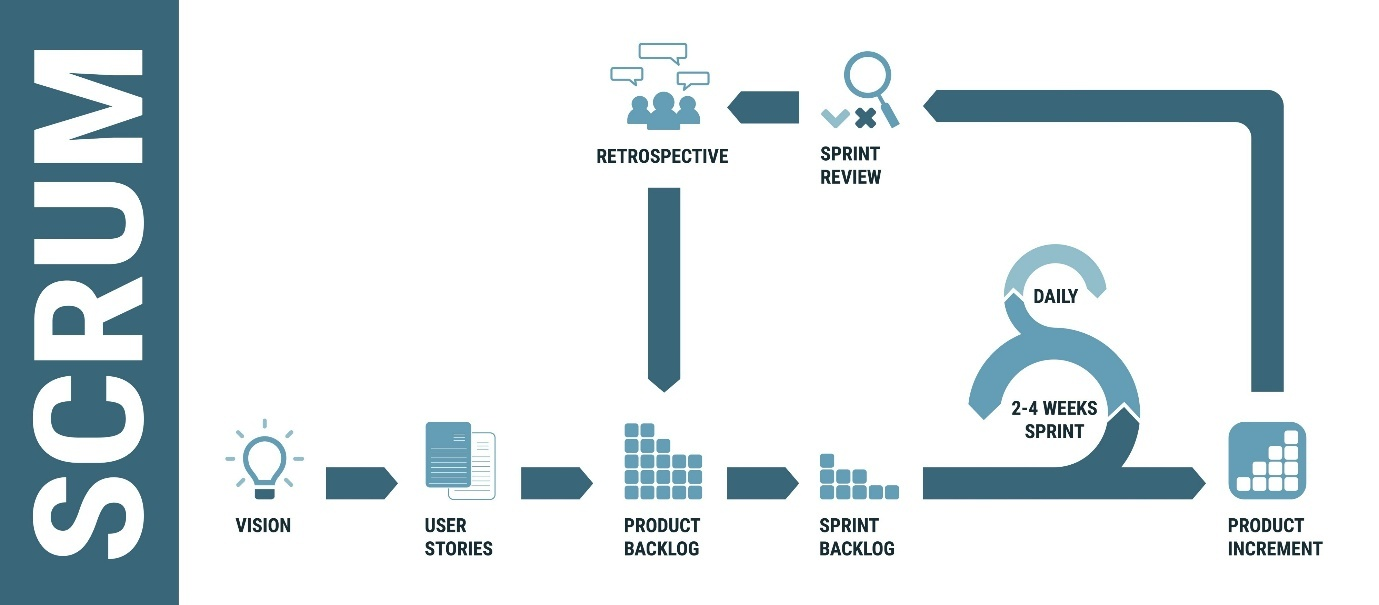 SCRUM
RETROSPECTIVE
SPRINT
REVIEW
DAILY
2-4 WEEKS
SPRINT
VISION
USER
STORIES
PRODUCT
BACKLOG
SPRINT
BACKLOG
PRODUCT
INCREMENT